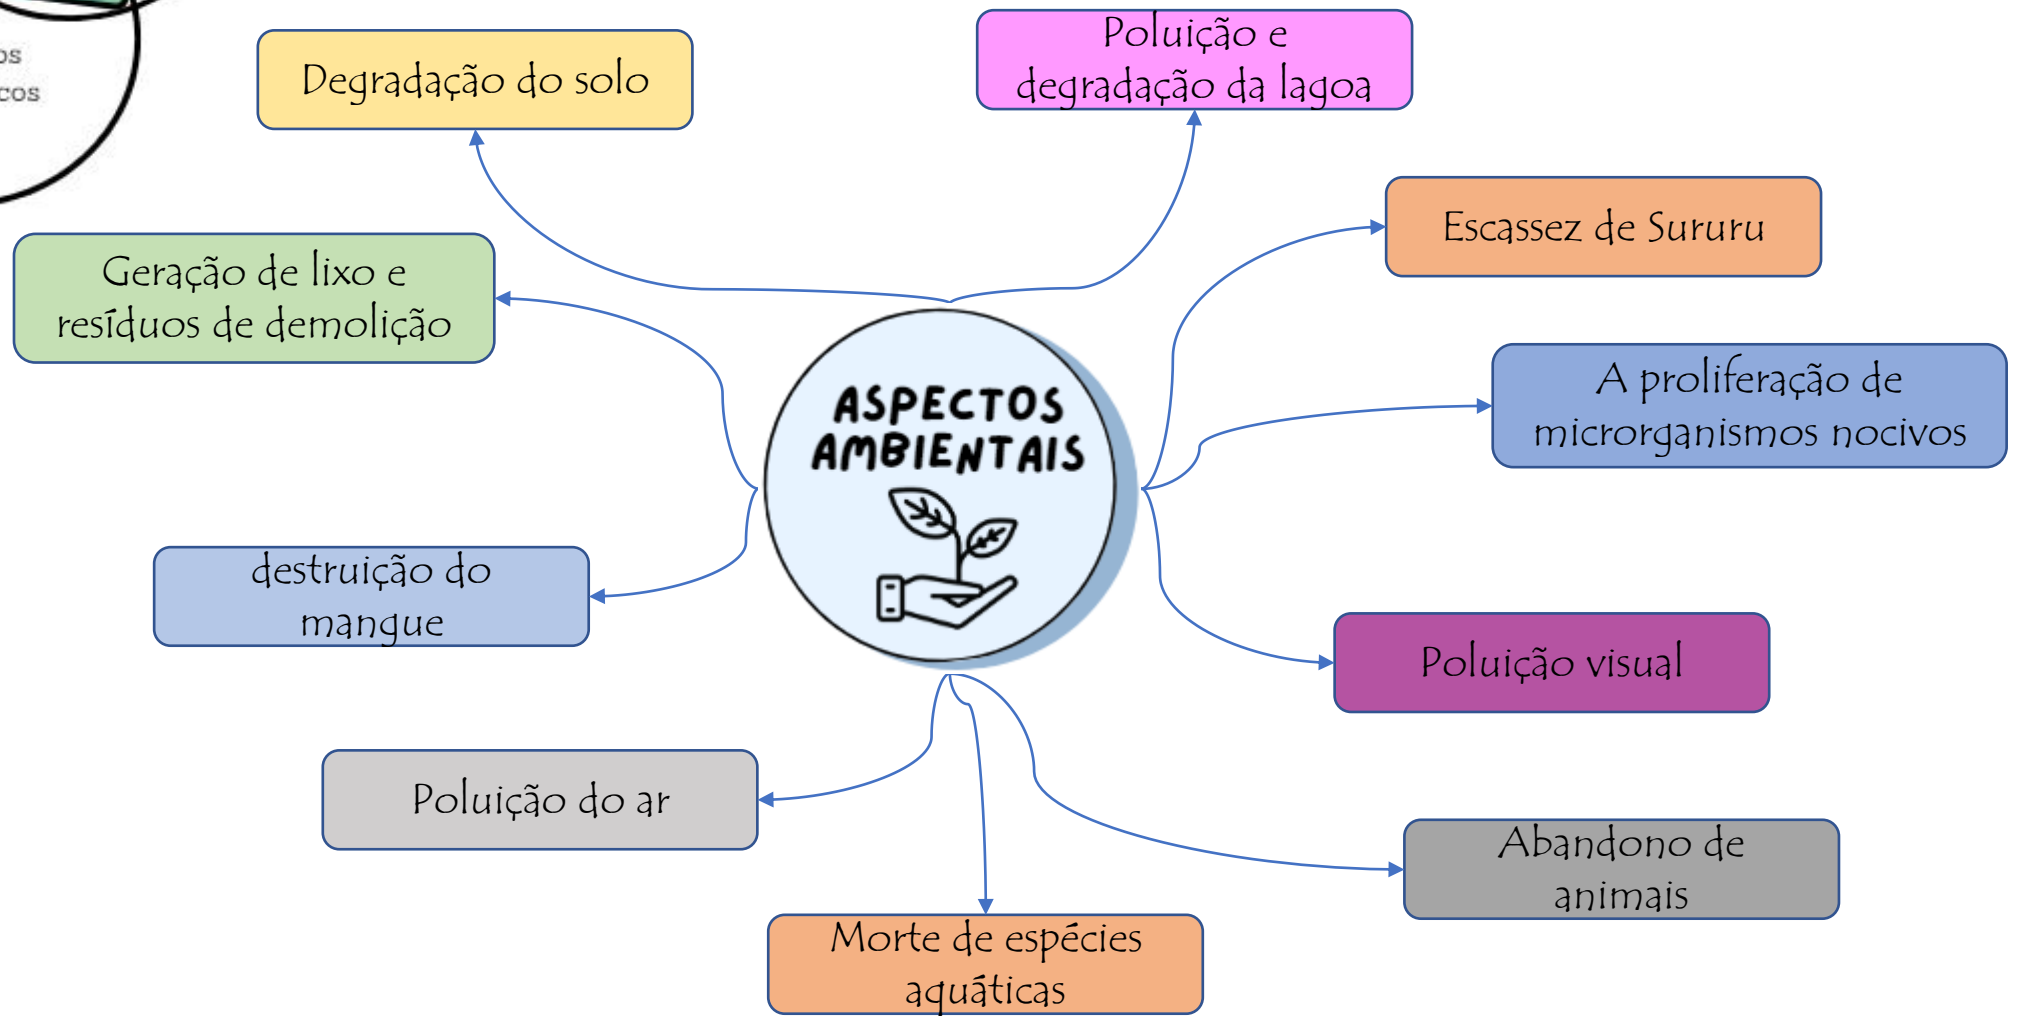 Degradação do solo
Poluição e
degradação da lagoa
Escassez de Sururu
Geração de lixo e
resíduos de demolição
A proliferação de
microrganismos nocivos
ASPECTOS
AMBIENTAIS
destruição do
mangue
Poluição visual
Poluição do ar
Abandono de
animais
Morte de espécies
aquáticas